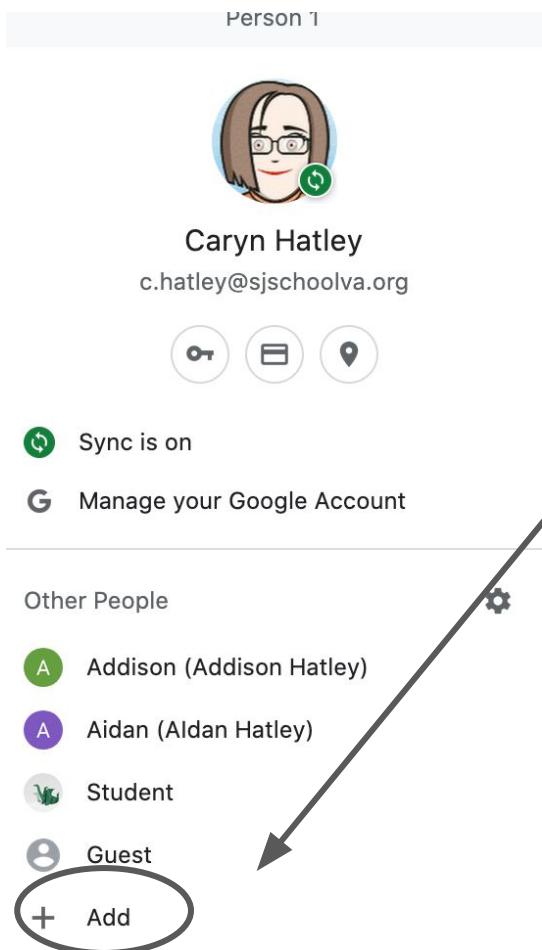 Person 1
Caryn Hatley
c.hatley@sjschoolva.org
Sync is on
G Manage your Google Account
Other People
A Addison (Addison Hatley)
A Aidan (AIdan Hatley)
Student
Guest
+ Add